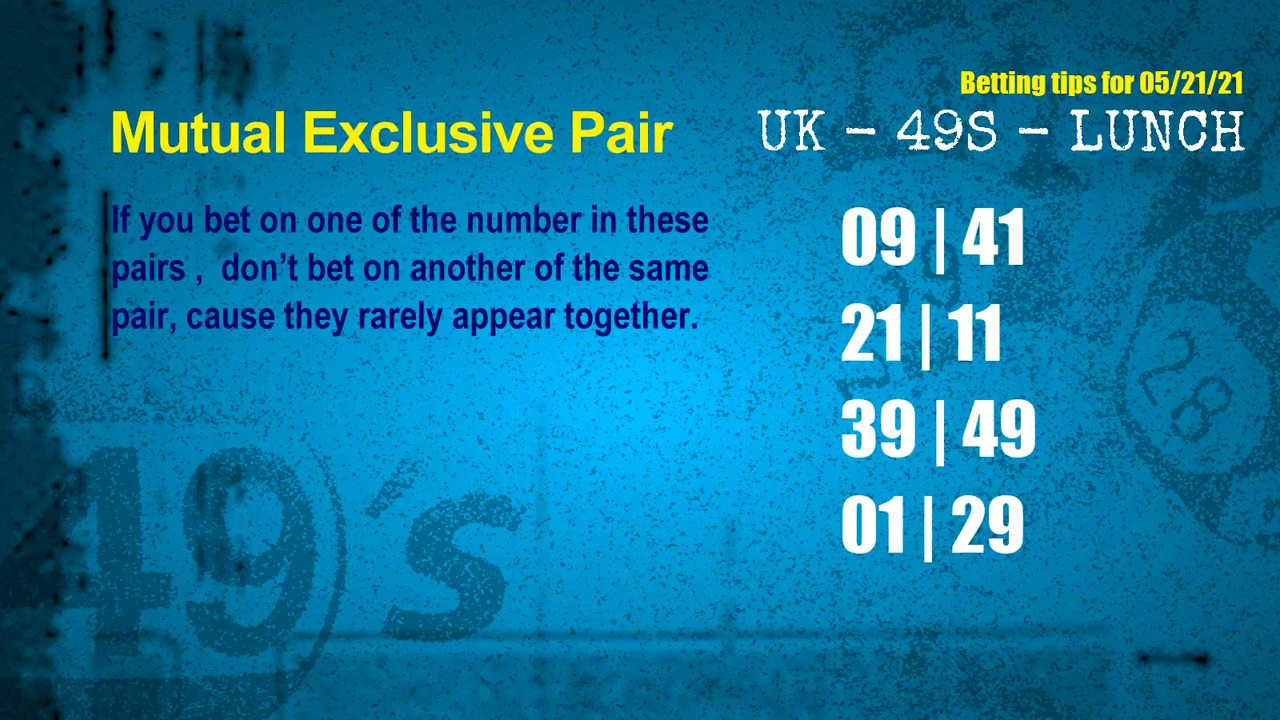 Betting tips for 05/21/21
Mutual Exclusive Pair
UK - 49S - LUNCH
If you bet on one of the number in these
pairs ,  don't bet on another of the same
pair, cause they rarely appear together.
09 | 41
21 | 11
39 | 49
01 | 29
49's
28